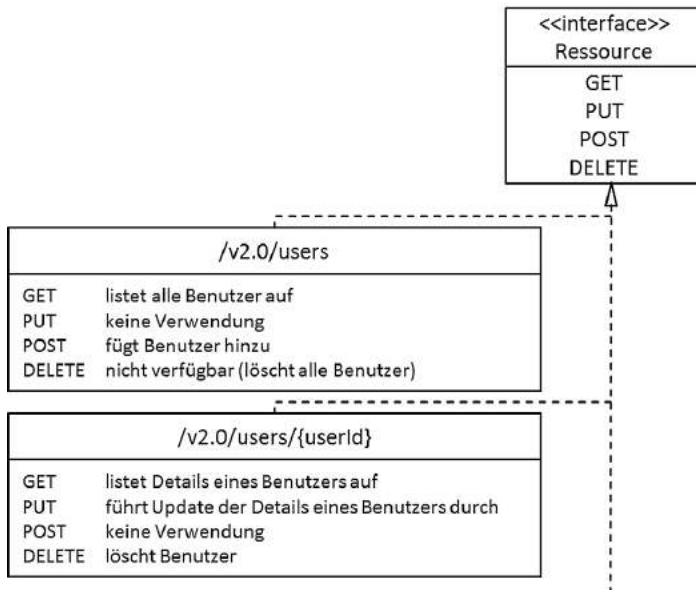 <<interface>>
Ressource
GET
PUT
POST
DELETE
/v2.0/users
GET listet alle Benutzer auf
PUT keine Verwendung
POST fügt Benutzer hinzu
DELETE nicht verfügbar (löscht alle Benutzer)
/v2.0/users/{userId}
GET listet Details eines Benutzers auf
PUT führt Update der Details eines Benutzers durch
POST keine Verwendung
DELETE löscht Benutzer